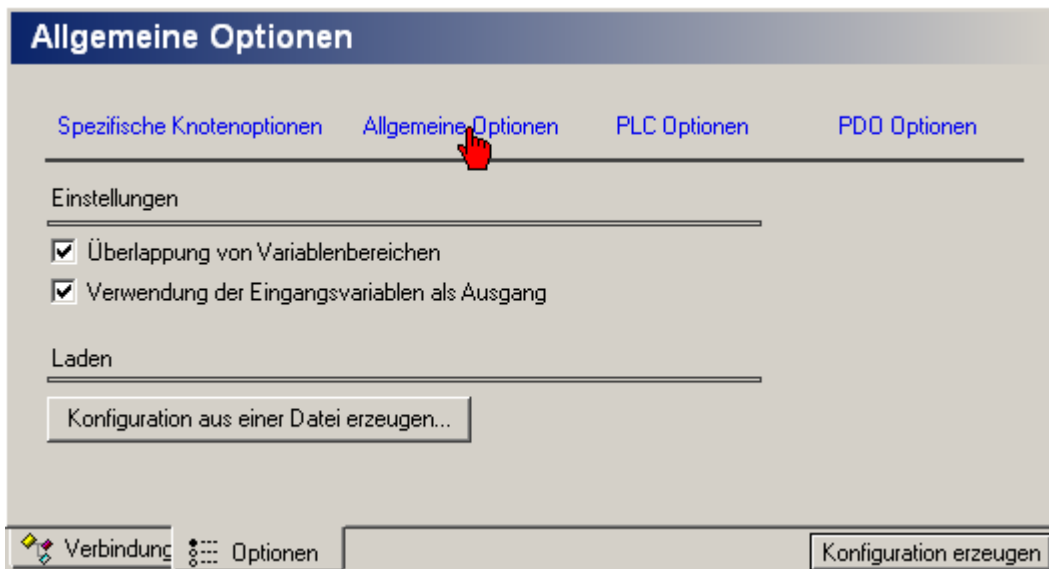 Allgemeine Optionen
Spezifische Knotenoptionen Allgemeine Optionen PLC Optionen PDO Optionen
Einstellungen
Überlappung von Variablenbereichen
Verwendung der Eingangsvariablen als Ausgang
Laden
Konfiguration aus einer Datei erzeugen...
Verbindung Optionen Konfiguration erzeugen